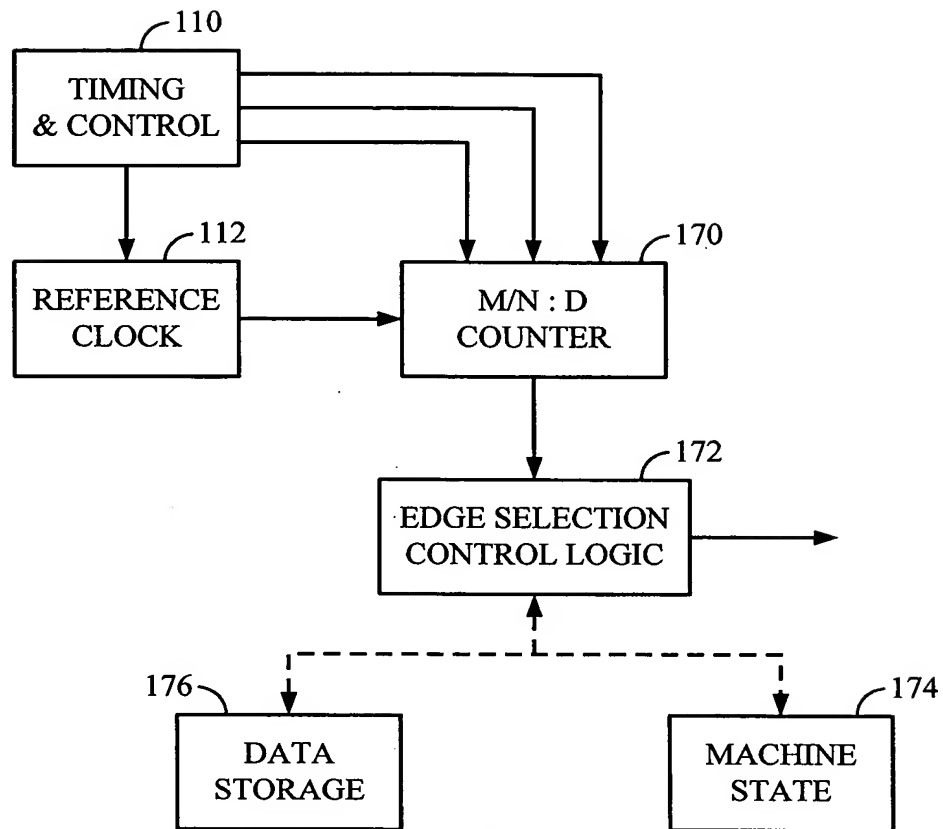 110
TIMING
& CONTROL
112
REFERENCE
CLOCK
170
M/N : D
COUNTER
172
EDGE SELECTION
CONTROL LOGIC
176
DATA
STORAGE
174
MACHINE
STATE